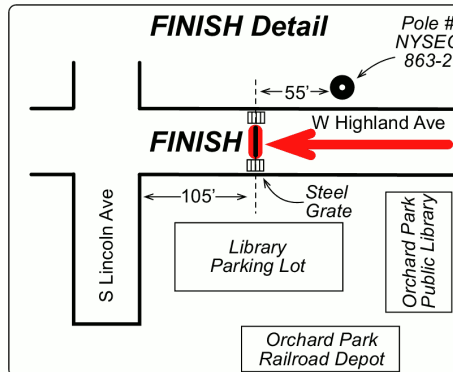 FINISH Detail
Pole #
NYSEG
863-2
55'
W Highland Ave
FINISH
105'
Steel
Grate
S Lincoln Ave
Library
Parking Lot
Orchard Park
Public Library
Orchard Park
Railroad Depot